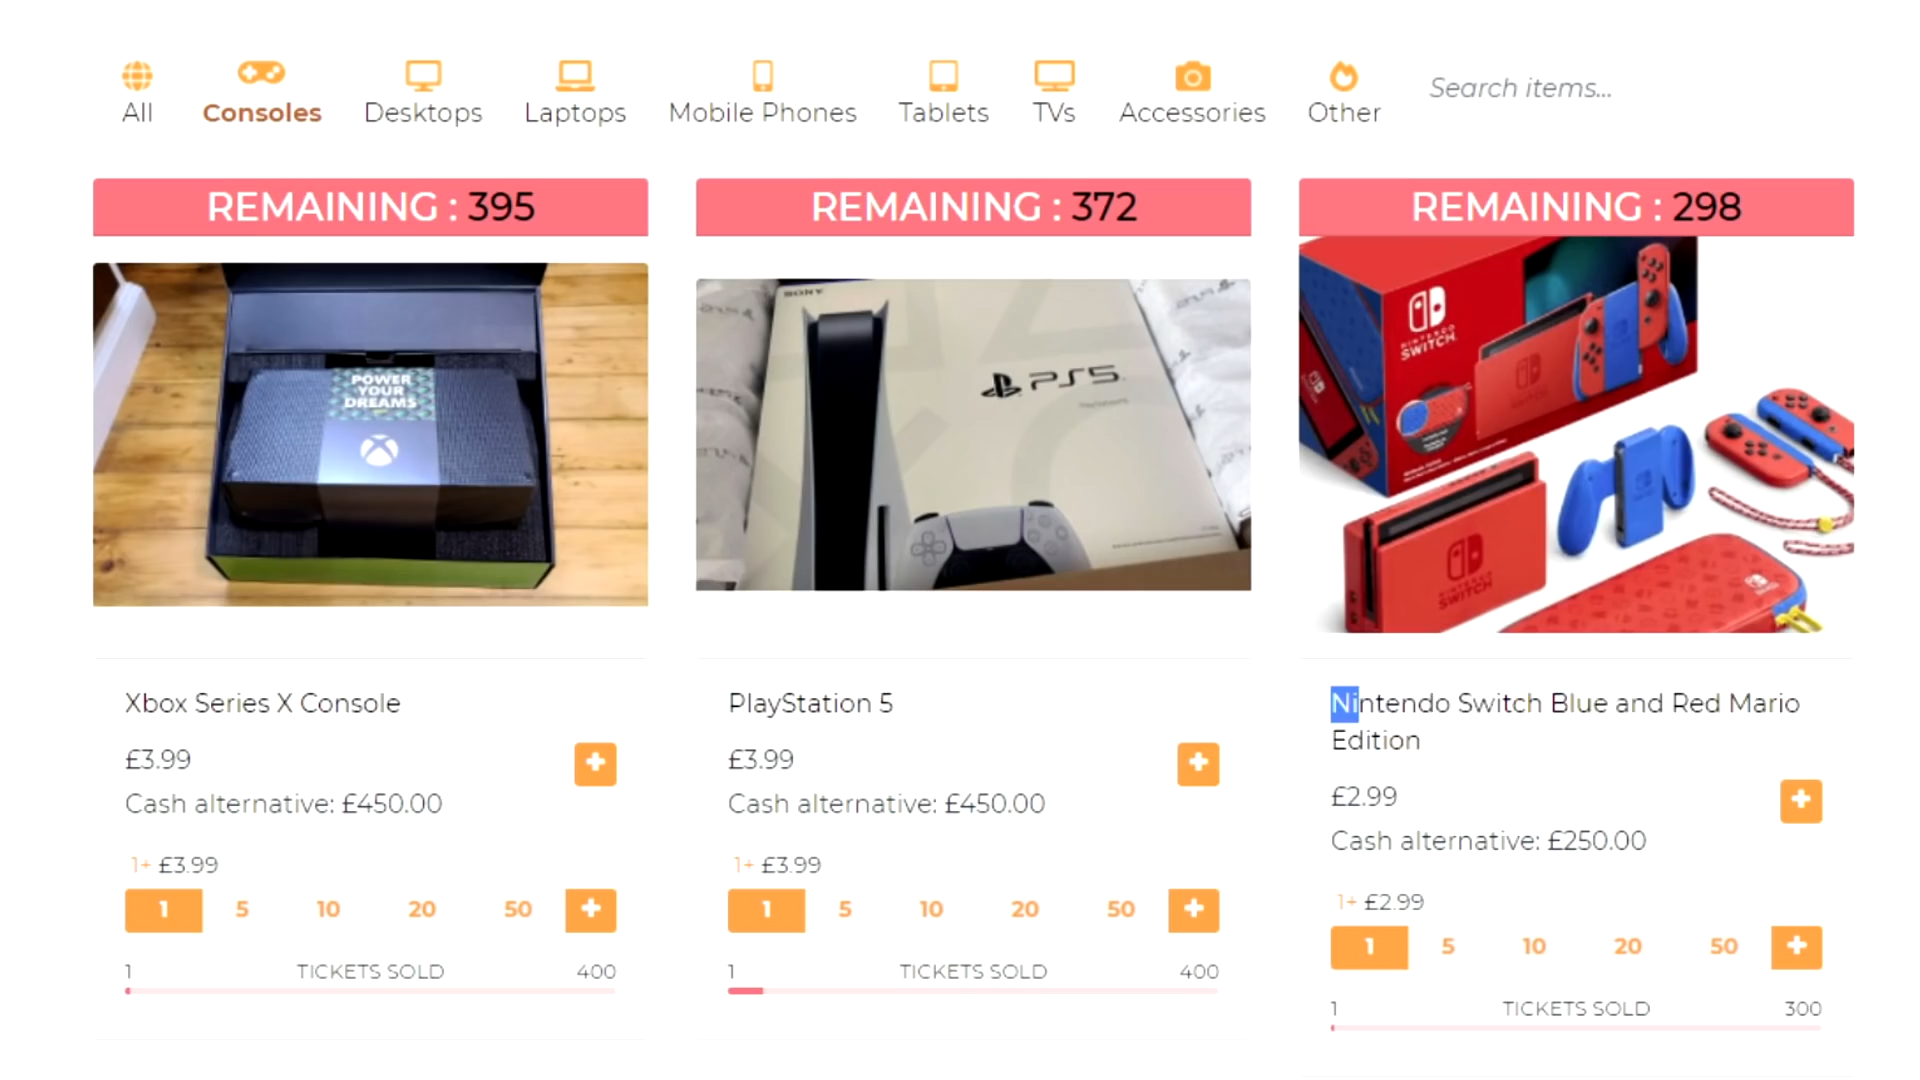 All
Consoles
Desktops
Laptops
Mobile Phones
Tablets
TVs
Accessories
Other
Search items...
REMAINING : 395
REMAINING : 372
REMAINING : 298
POWER
YOUR
DREAMS
SONY
PS5
NINTENDO
SWITCH
NINTENDO
SWITCH
Xbox Series X Console
£3.99
Cash alternative: £450.00
1+ £3.99
1 5 10 20 50
1 TICKETS SOLD 400
PlayStation 5
£3.99
Cash alternative: £450.00
1+ £3.99
1 5 10 20 50
1 TICKETS SOLD 400
Nintendo Switch Blue and Red Mario
Edition
£2.99
Cash alternative: £250.00
1+ £2.99
1 5 10 20 50
1 TICKETS SOLD 300